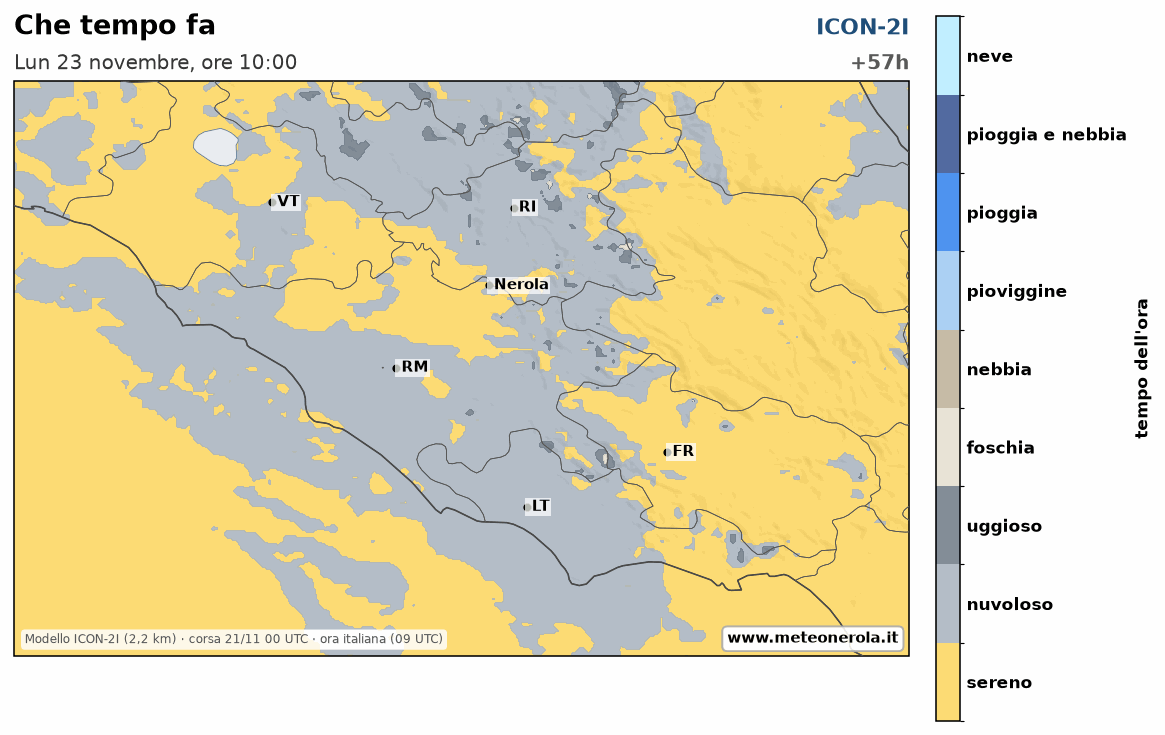 Che tempo fa
ICON-2I
Lun 23 novembre, ore 10:00
+57h
neve
pioggia e nebbia
pioggia
pioviggine
nebbia
foschia
uggioso
nuvoloso
sereno
tempo dell'ora
VT
RI
Nerola
RM
FR
LT
Modello ICON-2I (2,2 km) · corsa 21/11 00 UTC · ora italiana (09 UTC)
www.meteonerola.it